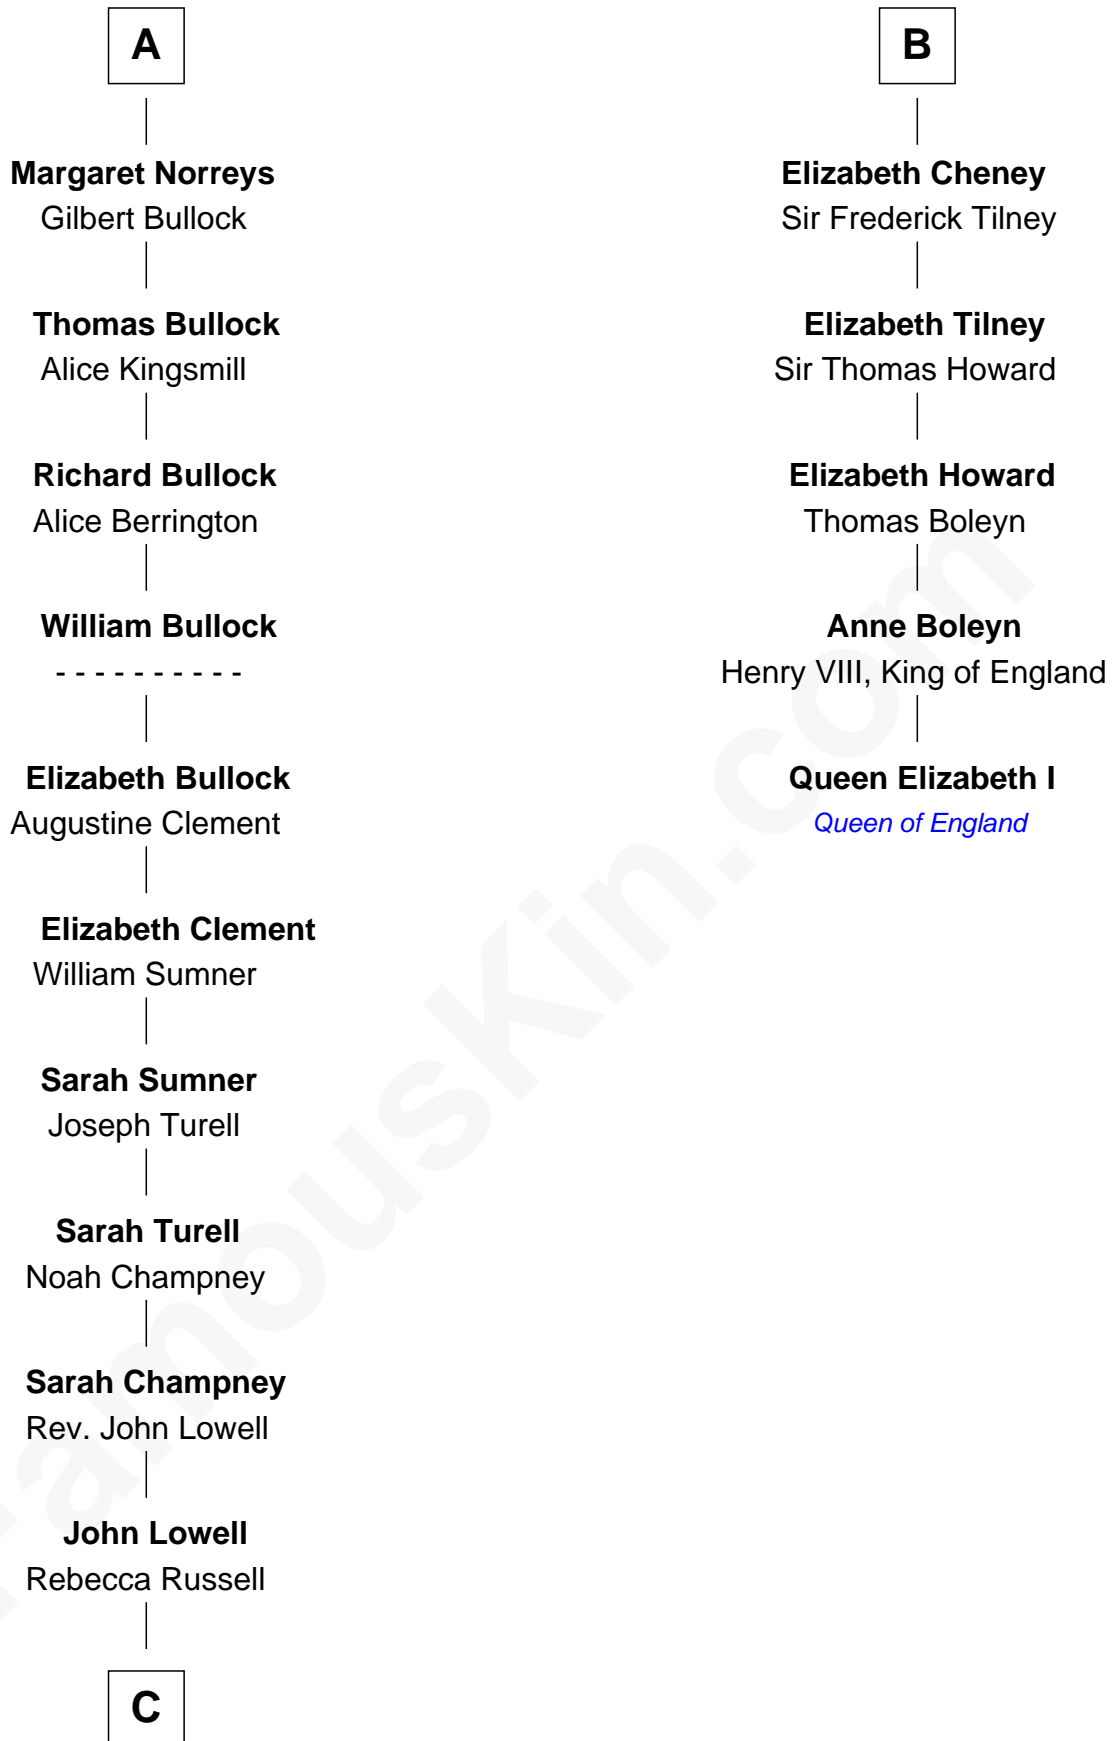 A
Margaret Norreys
Gilbert Bullock
Thomas Bullock
Alice Kingsmill
Richard Bullock
Alice Berrington
William Bullock
- - - - - - - - - -
Elizabeth Bullock
Augustine Clement
Elizabeth Clement
William Sumner
Sarah Sumner
Joseph Turell
Sarah Turell
Noah Champney
Sarah Champney
Rev. John Lowell
John Lowell
Rebecca Russell
C
B
Elizabeth Cheney
Sir Frederick Tilney
Elizabeth Tilney
Sir Thomas Howard
Elizabeth Howard
Thomas Boleyn
Anne Boleyn
Henry VIII, King of England
Queen Elizabeth I
Queen of England
FamousKin.com